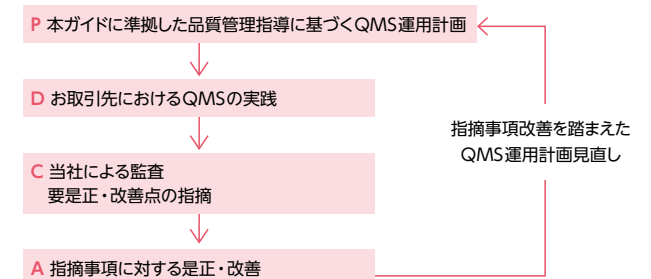 P 本ガイドに準拠した品質管理指導に基づくQMS運用計画
D お取引先におけるQMSの実践
指摘事項改善を踏まえた
QMS運用計画見直し
C 当社による監査
要是正・改善点の指摘
A 指摘事項に対する是正・改善